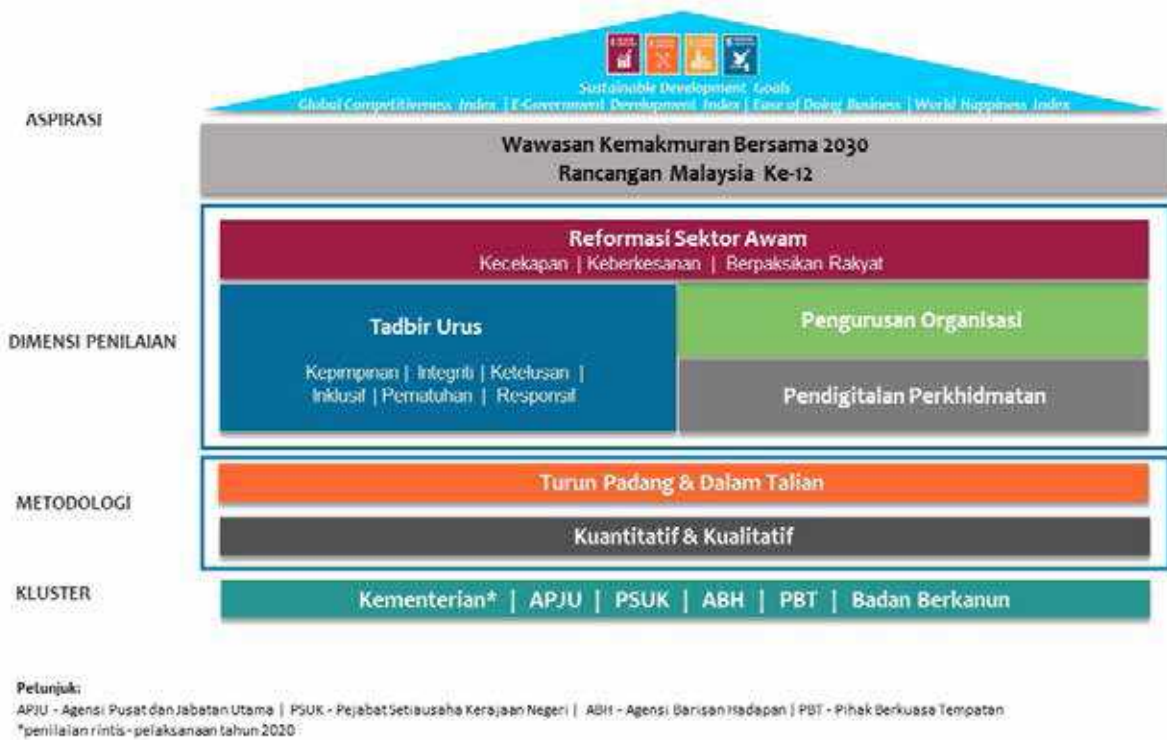 Sustainable Development Goals
Global Competitiveness Index | E-Government Development Index | Ease of Doing Business | World Happiness Index
ASPIRASI
Wawasan Kemakmuran Bersama 2030
Rancangan Malaysia Ke-12
Reformasi Sektor Awam
Kecekapan | Keberkesanan | Berpaksikan Rakyat
DIMENSI PENILAIAN
Tadbir Urus
Kepimpinan | Integriti | Ketelusan |
Inklusif | Pematuhan | Responsif
Pengurusan Organisasi
Pendigitalan Perkhidmatan
METODOLOGI
Turun Padang & Dalam Talian
Kuantitatif & Kualitatif
KLUSTER
Kementerian* | APJU | PSUK | ABH | PBT | Badan Berkanun
Petunjuk:
APJU - Agensi Pusat dan Jabatan Utama | PSUK - Pejabat Setiausaha Kerajaan Negeri | ABH - Agensi Barisan Hadapan | PBT - Pihak Berkuasa Tempatan
*penilaian rintis - pelaksanaan tahun 2020